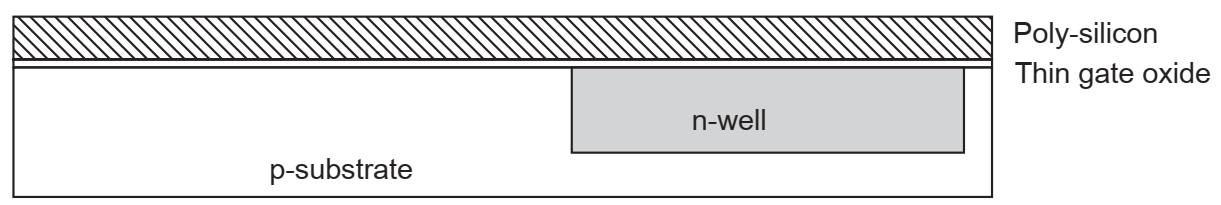 Poly-silicon
Thin gate oxide
n-well
p-substrate